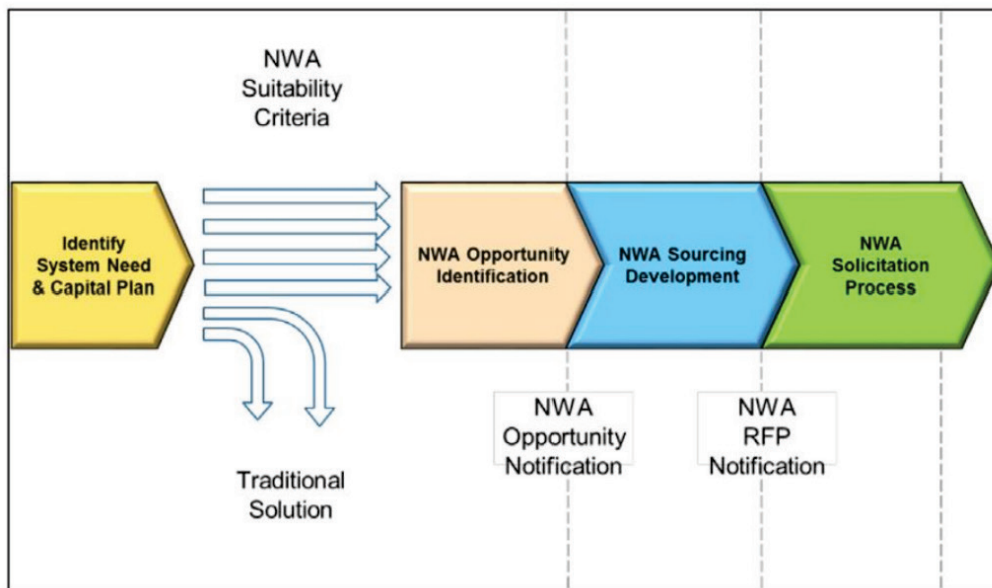 NWA
Suitability
Criteria
Identify
System Need
& Capital Plan
NWA Opportunity
Identification
NWA Sourcing
Development
NWA
Solicitation
Process
Traditional
Solution
NWA
Opportunity
Notification
NWA
RFP
Notification